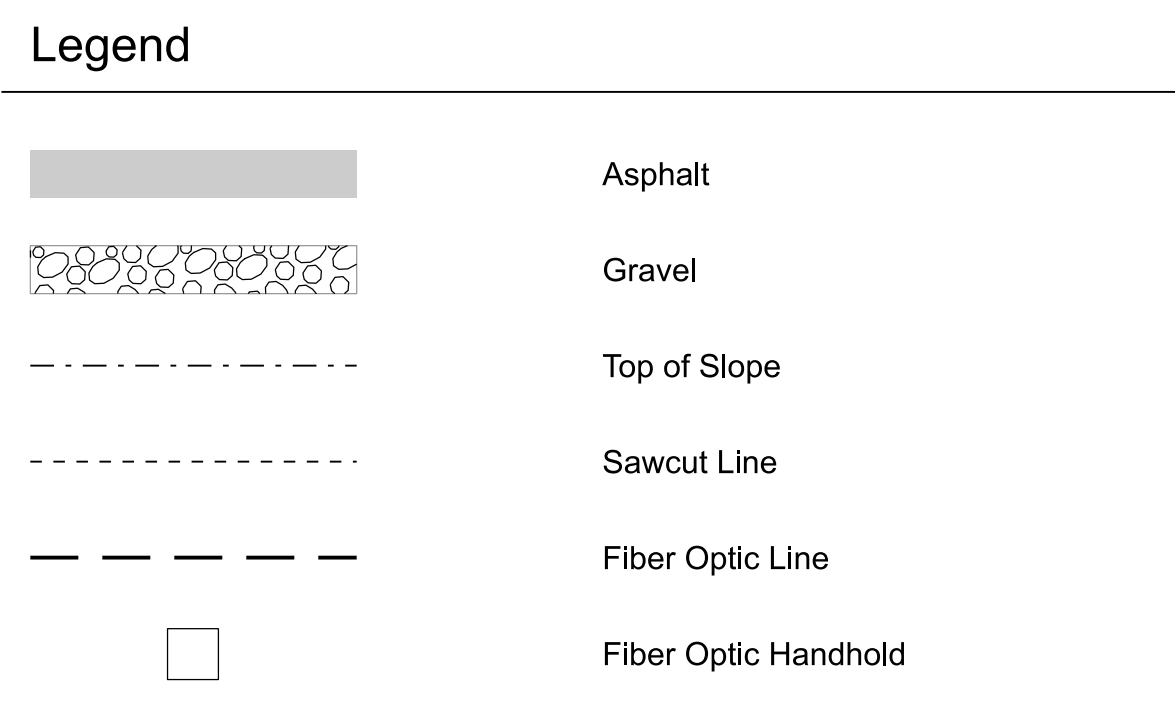 Legend
Asphalt
Gravel
Top of Slope
Sawcut Line
Fiber Optic Line
Fiber Optic Handhold